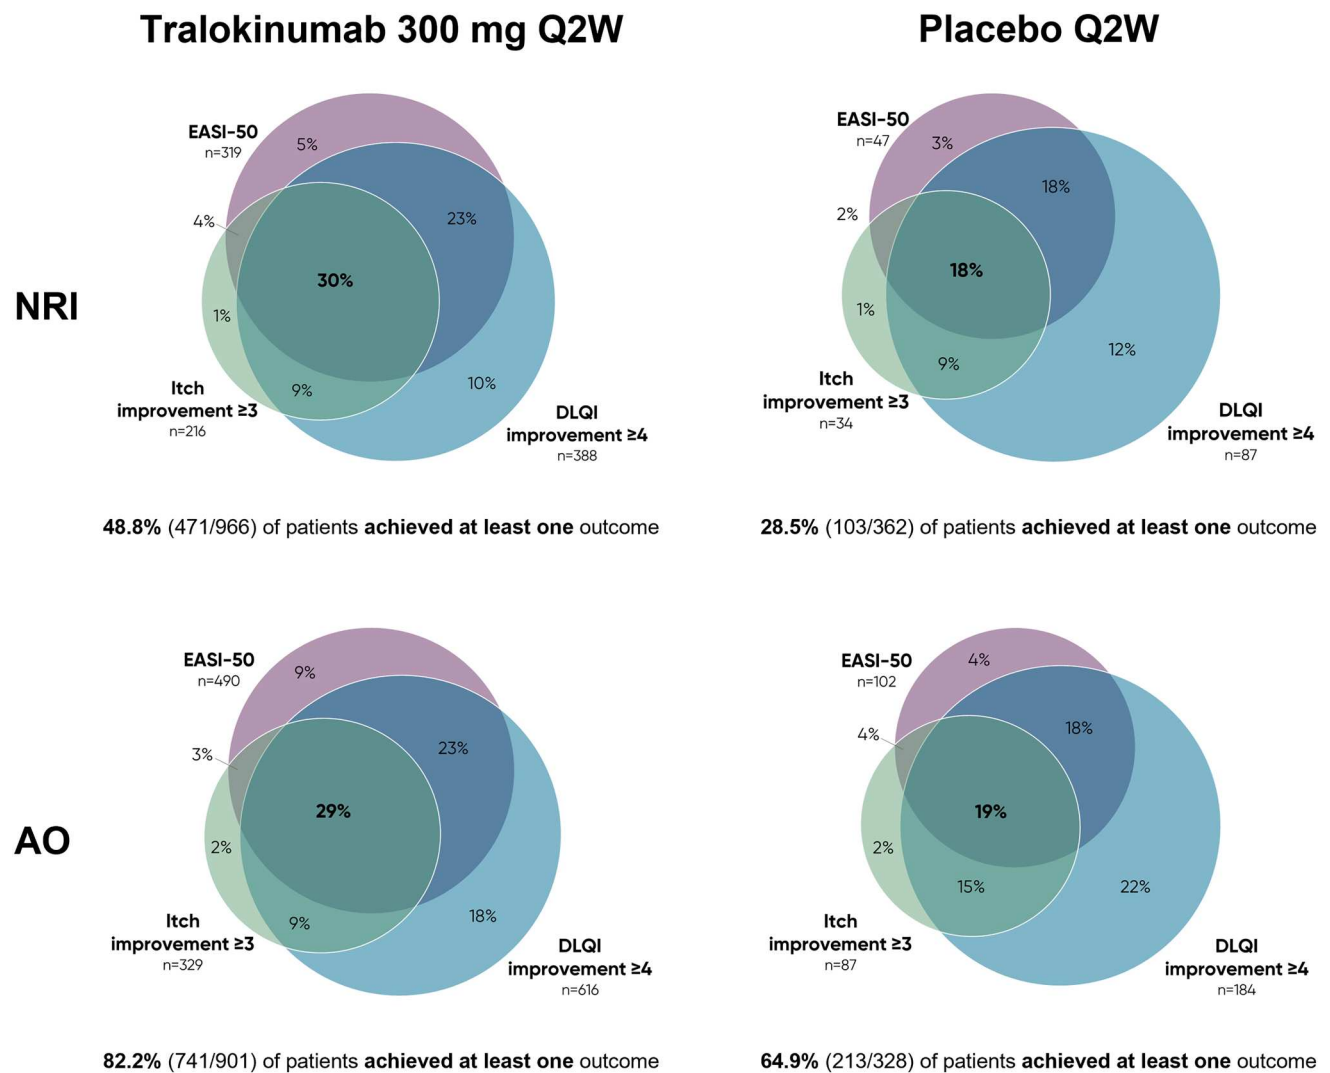 Tralokinumab 300 mg Q2W
Placebo Q2W
NRI
EASI-50
n=319
5%
4%
23%
30%
1%
9%
10%
Itch
improvement ≥3
n=216
DLQI
improvement ≥4
n=388
48.8% (471/966) of patients achieved at least one outcome
EASI-50
n=47
3%
18%
2%
18%
1%
9%
12%
Itch
improvement ≥3
n=34
DLQI
improvement ≥4
n=87
28.5% (103/362) of patients achieved at least one outcome
AO
EASI-50
n=490
9%
3%
23%
29%
2%
9%
18%
Itch
improvement ≥3
n=329
DLQI
improvement ≥4
n=616
82.2% (741/901) of patients achieved at least one outcome
EASI-50
n=102
4%
4%
18%
19%
2%
15%
22%
Itch
improvement ≥3
n=87
DLQI
improvement ≥4
n=184
64.9% (213/328) of patients achieved at least one outcome